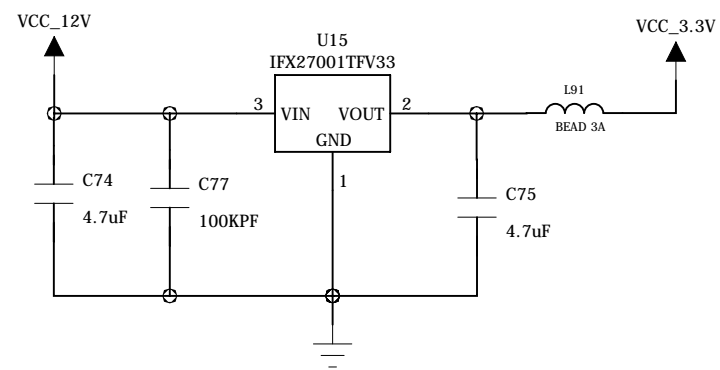 VCC_12V
VCC_3.3V
U15
IFX27001TFV33
L91
3 VIN VOUT 2
BEAD 3A
GND
1
C74
C77
C75
4.7uF
100KPF
4.7uF